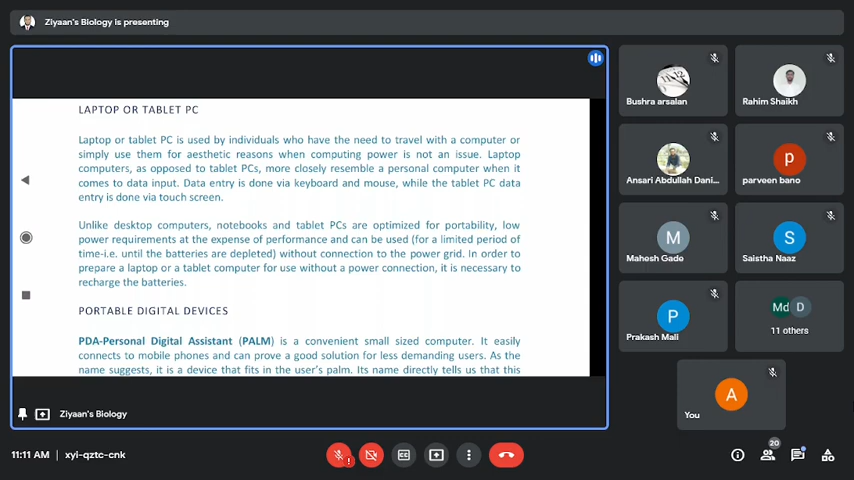 Ziyaan's Biology is presenting
LAPTOP OR TABLET PC
Laptop or tablet PC is used by individuals who have the need to travel with a computer or
simply use them for aesthetic reasons when computing power is not an issue. Laptop
computers, as opposed to tablet PCs, more closely resemble a personal computer when it
comes to data input. Data entry is done via keyboard and mouse, while the tablet PC data
entry is done via touch screen.
Unlike desktop computers, notebooks and tablet PCs are optimized for portability, low
power requirements at the expense of performance and can be used (for a limited period of
time-i.e. until the batteries are depleted) without connection to the power grid. In order to
prepare a laptop or a tablet computer for use without a power connection, it is necessary to
recharge the batteries.
PORTABLE DIGITAL DEVICES
PDA-Personal Digital Assistant (PALM) is a convenient small sized computer. It easily
connects to mobile phones and can prove a good solution for less demanding users. As the
name suggests, it is a device that fits in the user's palm. Its name directly tells us that this
Ziyaan's Biology
Bushra arsalan
Rahim Shaikh
Ansari Abdullah Dani...
p
parveen bano
M
Mahesh Gade
S
Saistha Naaz
P
Prakash Mali
Md D
11 others
A
You
11:11 AM | xyi-qztc-cnk
20